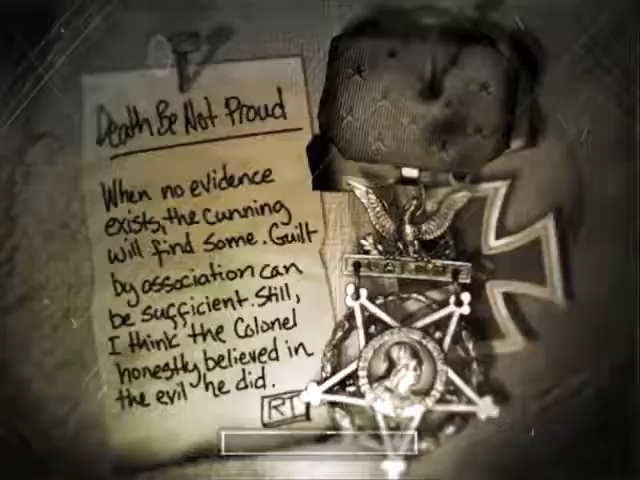 Death Be Not Proud
When no evidence
exists, the cunning
will find some. Guilt
by association can
be sufficient. Still,
I think the Colonel
honestly believed in
the evil he did.
RT